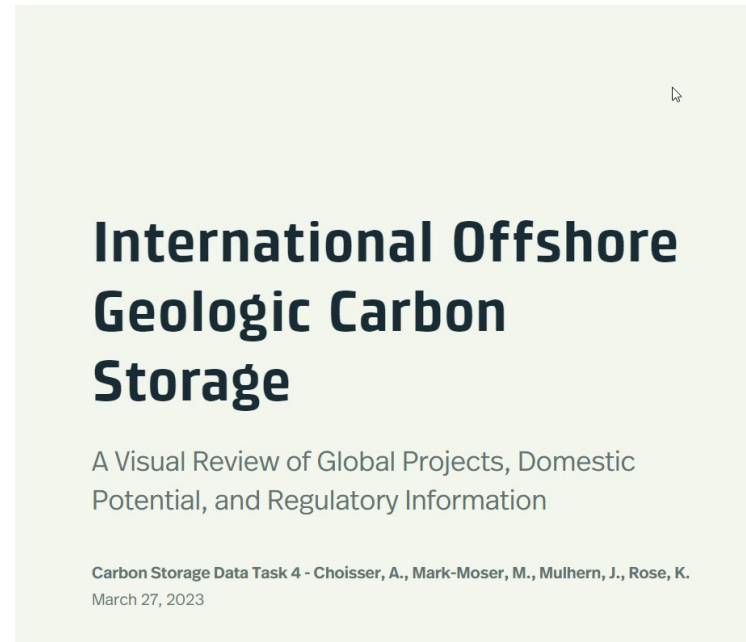 International Offshore
Geologic Carbon
Storage
A Visual Review of Global Projects, Domestic
Potential, and Regulatory Information
Carbon Storage Data Task 4 - Choisser, A., Mark-Moser, M., Mulhern, J., Rose, K.
March 27, 2023